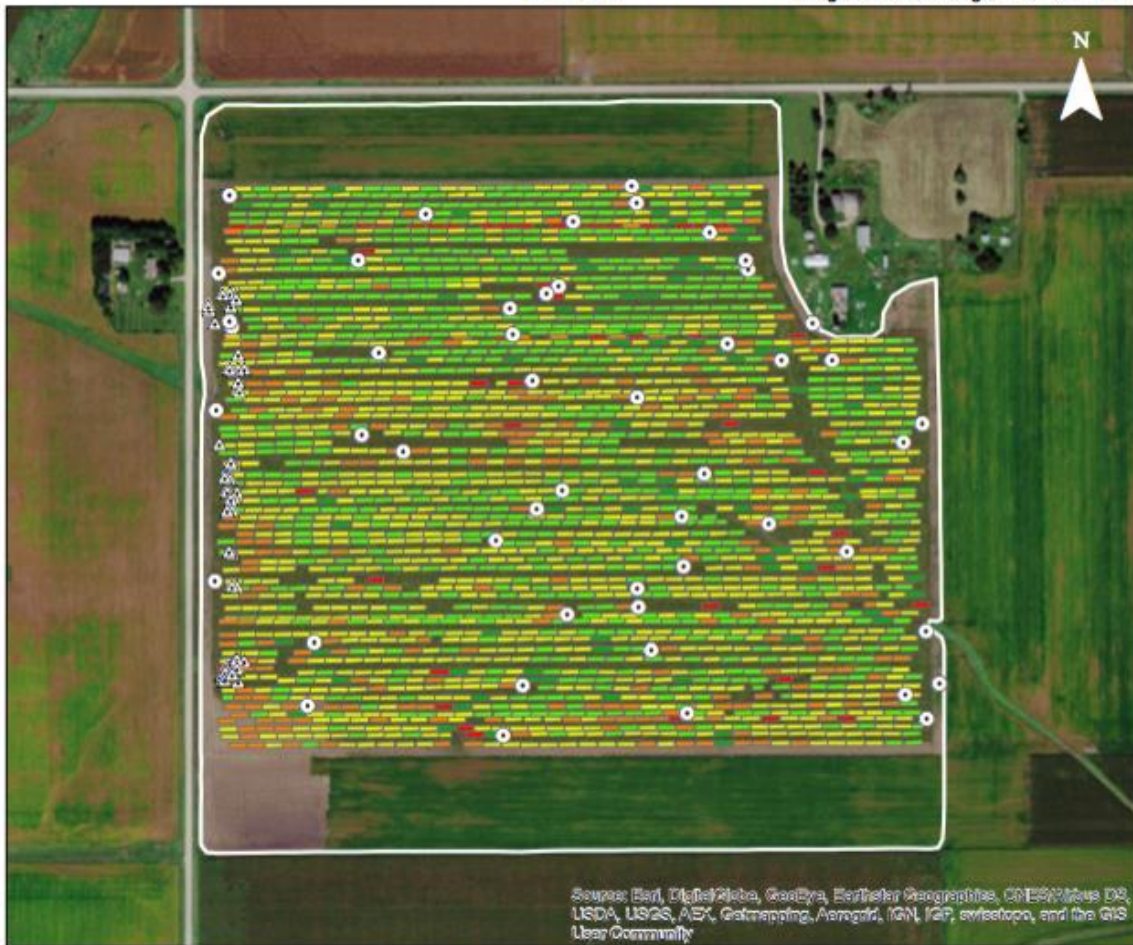 N
Source: Esri, DigitalGlobe, GeoEye, Earthstar Geographics, CNES/Airbus DS,
USDA, USGS, AEX, Getmapping, Aerogrid, IGN, IGP, swisstopo, and the GIS
User Community